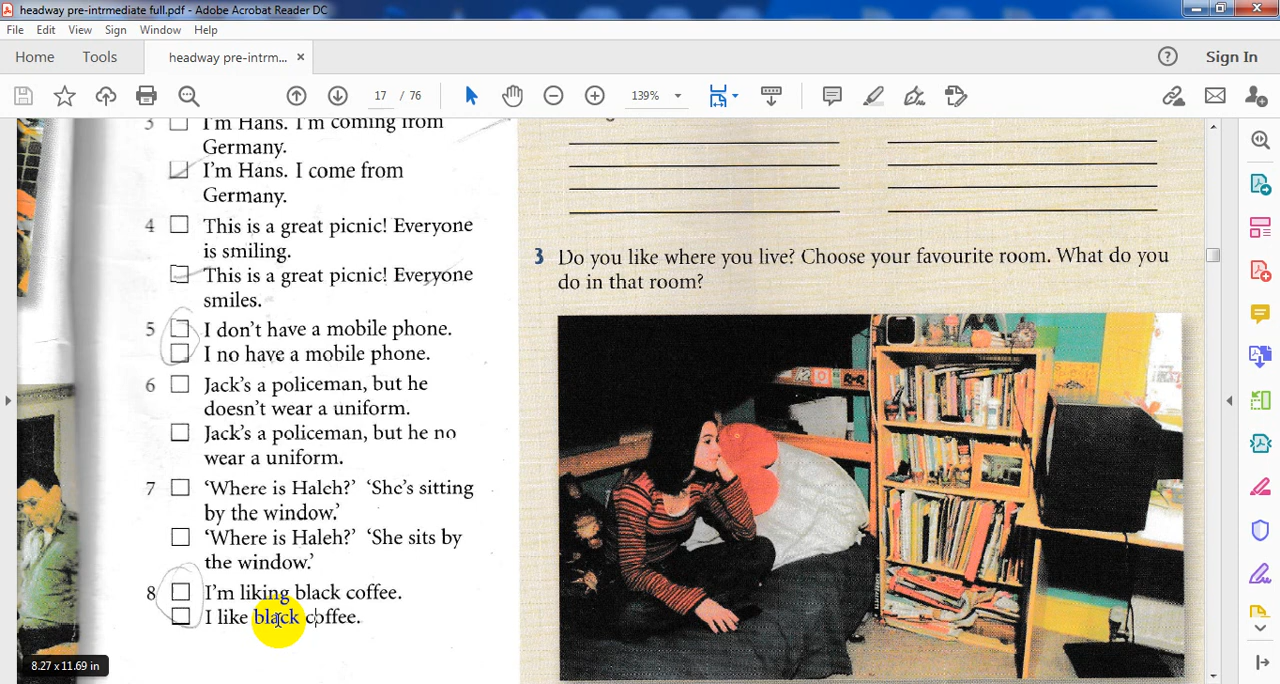 headway pre-intrmediate full.pdf - Adobe Acrobat Reader DC
File Edit View Sign Window Help
Home Tools headway pre-intrm... × ? Sign In
17 / 76 139%
3 I'm Hans. I'm coming from
Germany.
I'm Hans. I come from
Germany.
4 This is a great picnic! Everyone
is smiling.
This is a great picnic! Everyone
smiles.
5 I don't have a mobile phone.
I no have a mobile phone.
6 Jack's a policeman, but he
doesn't wear a uniform.
Jack's a policeman, but he no
wear a uniform.
7 ‘Where is Haleh?’ ‘She's sitting
by the window.’
‘Where is Haleh?’ ‘She sits by
the window.’
8 I'm liking black coffee.
I like black coffee.
3 Do you like where you live? Choose your favourite room. What do you
do in that room?
8.27 x 11.69 in